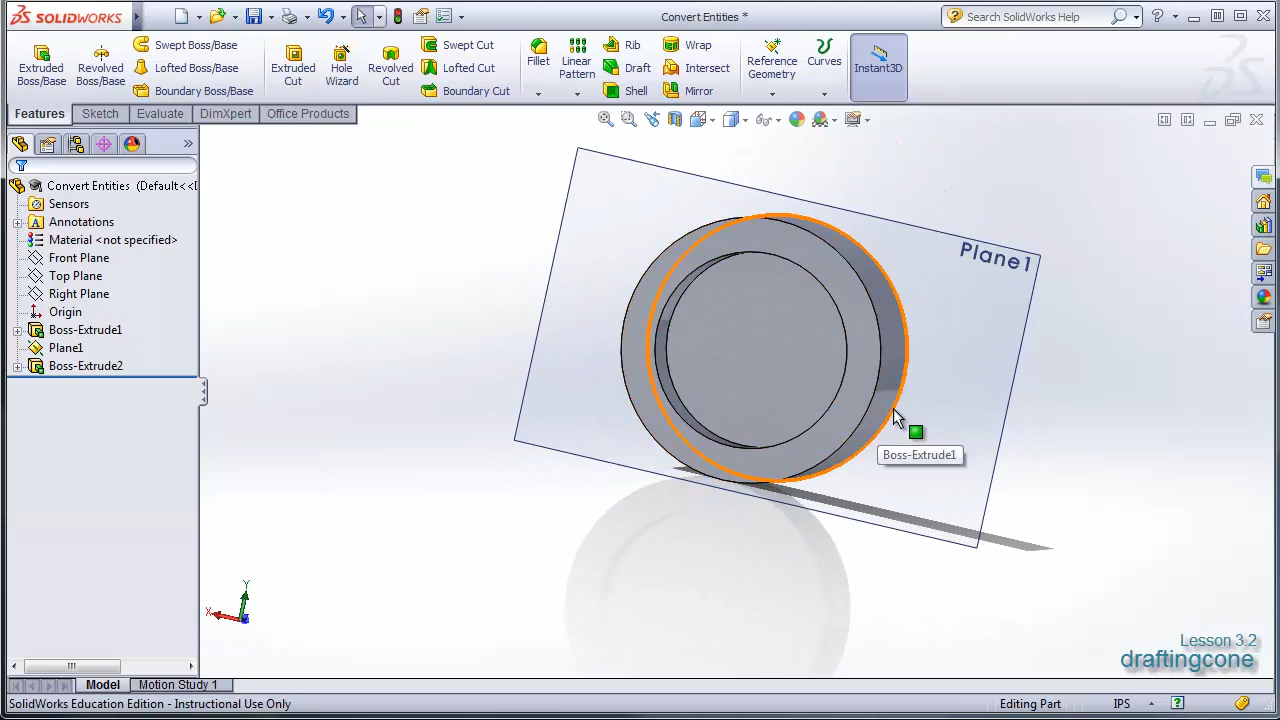 SOLIDWORKS
Convert Entities *
Search SolidWorks Help
Extruded Boss/Base
Revolved Boss/Base
Swept Boss/Base
Lofted Boss/Base
Boundary Boss/Base
Extruded Cut
Hole Wizard
Revolved Cut
Swept Cut
Lofted Cut
Boundary Cut
Fillet
Linear Pattern
Rib
Draft
Shell
Wrap
Intersect
Mirror
Reference Geometry
Curves
Instant3D
Features
Sketch
Evaluate
DimXpert
Office Products
Convert Entities (Default<<D
Sensors
Annotations
Material <not specified>
Front Plane
Top Plane
Right Plane
Origin
Boss-Extrude1
Plane1
Boss-Extrude2
Plane1
Boss-Extrude1
Y
X
Lesson 3.2
draftingcone
Model
Motion Study 1
SolidWorks Education Edition - Instructional Use Only
Editing Part
IPS